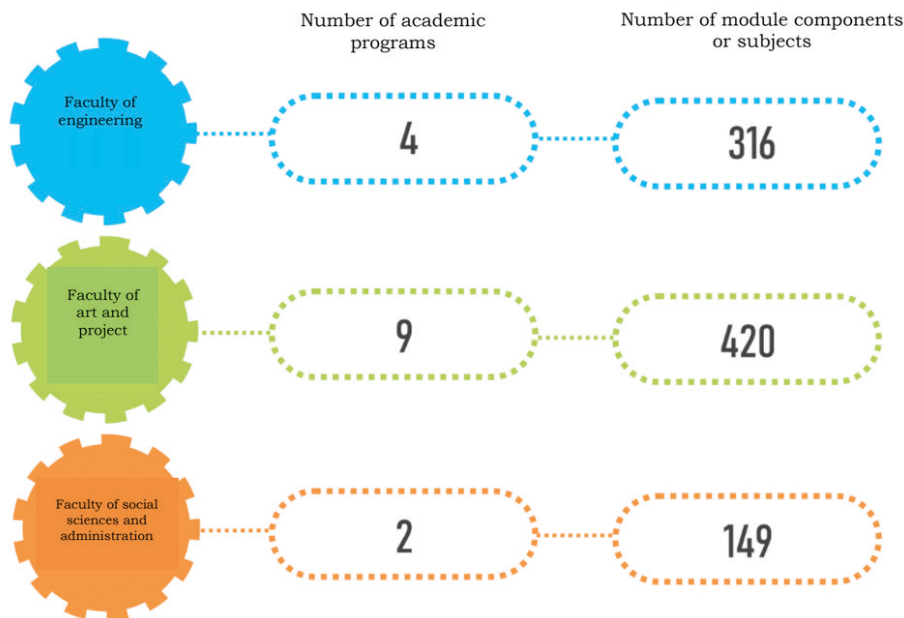 Number of academic
programs
Number of module components
or subjects
Faculty of
engineering
4
316
Faculty of
art and
project
9
420
Faculty of social
sciences and
administration
2
149